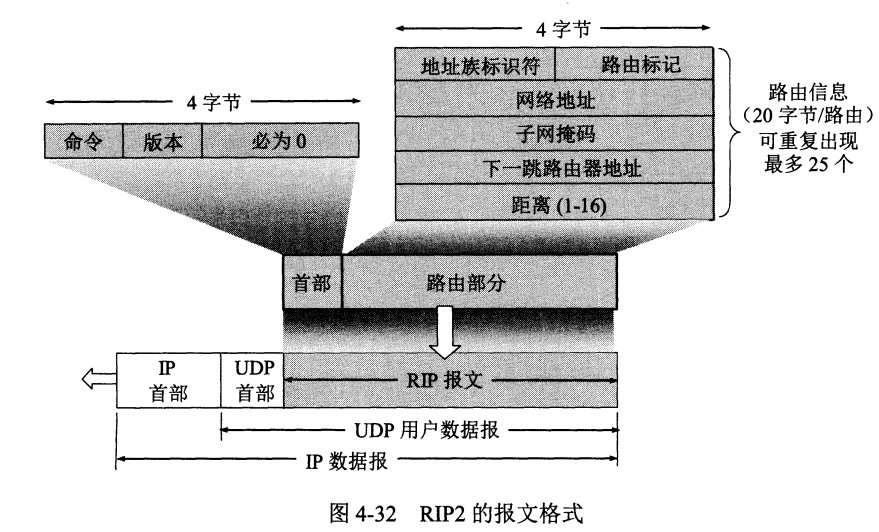 4 字节
地址族标识符 路由标记
网络地址
子网掩码
下一跳路由器地址
距离 (1-16)
路由信息
(20 字节/路由)
可重复出现
最多 25 个
4 字节
命令 版本 必为 0
首部 路由部分
IP
首部
UDP
首部
RIP 报文
UDP 用户数据报
IP 数据报
图 4-32 RIP2 的报文格式